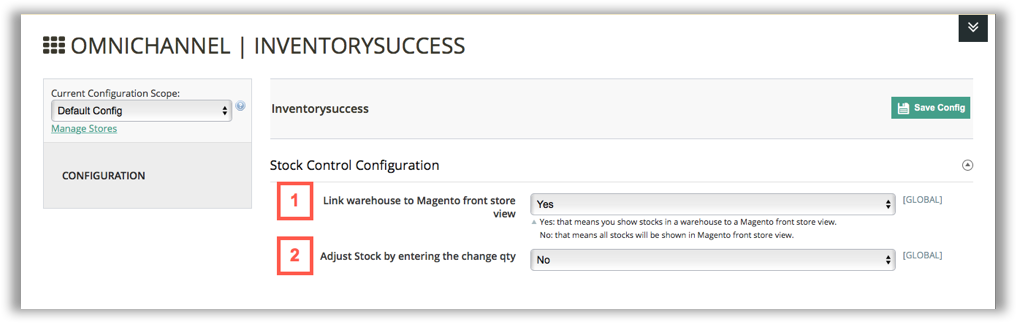 OMNICHANNEL | INVENTORYSUCCESS
Current Configuration Scope:
Default Config
Manage Stores
CONFIGURATION
Inventorysuccess
Save Config
Stock Control Configuration
1
Link warehouse to Magento front store
view
Yes
[GLOBAL]
Yes: that means you show stocks in a warehouse to a Magento front store view.
No: that means all stocks will be shown in Magento front store view.
2
Adjust Stock by entering the change qty
No
[GLOBAL]